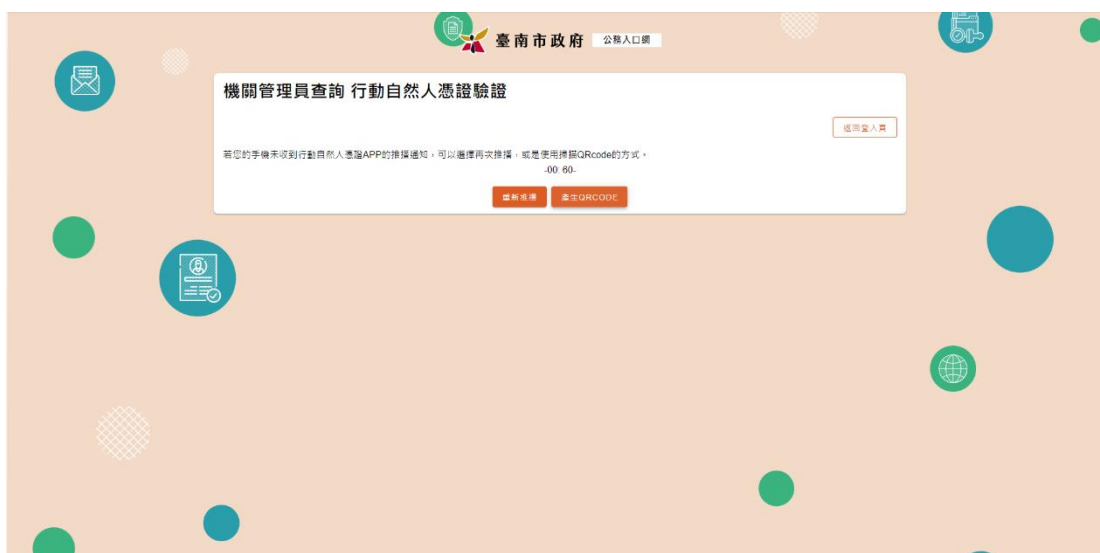 臺南市政府 公務入口網
機關管理員查詢 行動自然人憑證驗證
返回登入頁
若您的手機未收到行動自然人憑證APP的推播通知，可以選擇再次推播，或是使用掃描QRcode的方式。
-00: 60-
重新推播 產生QRCODE